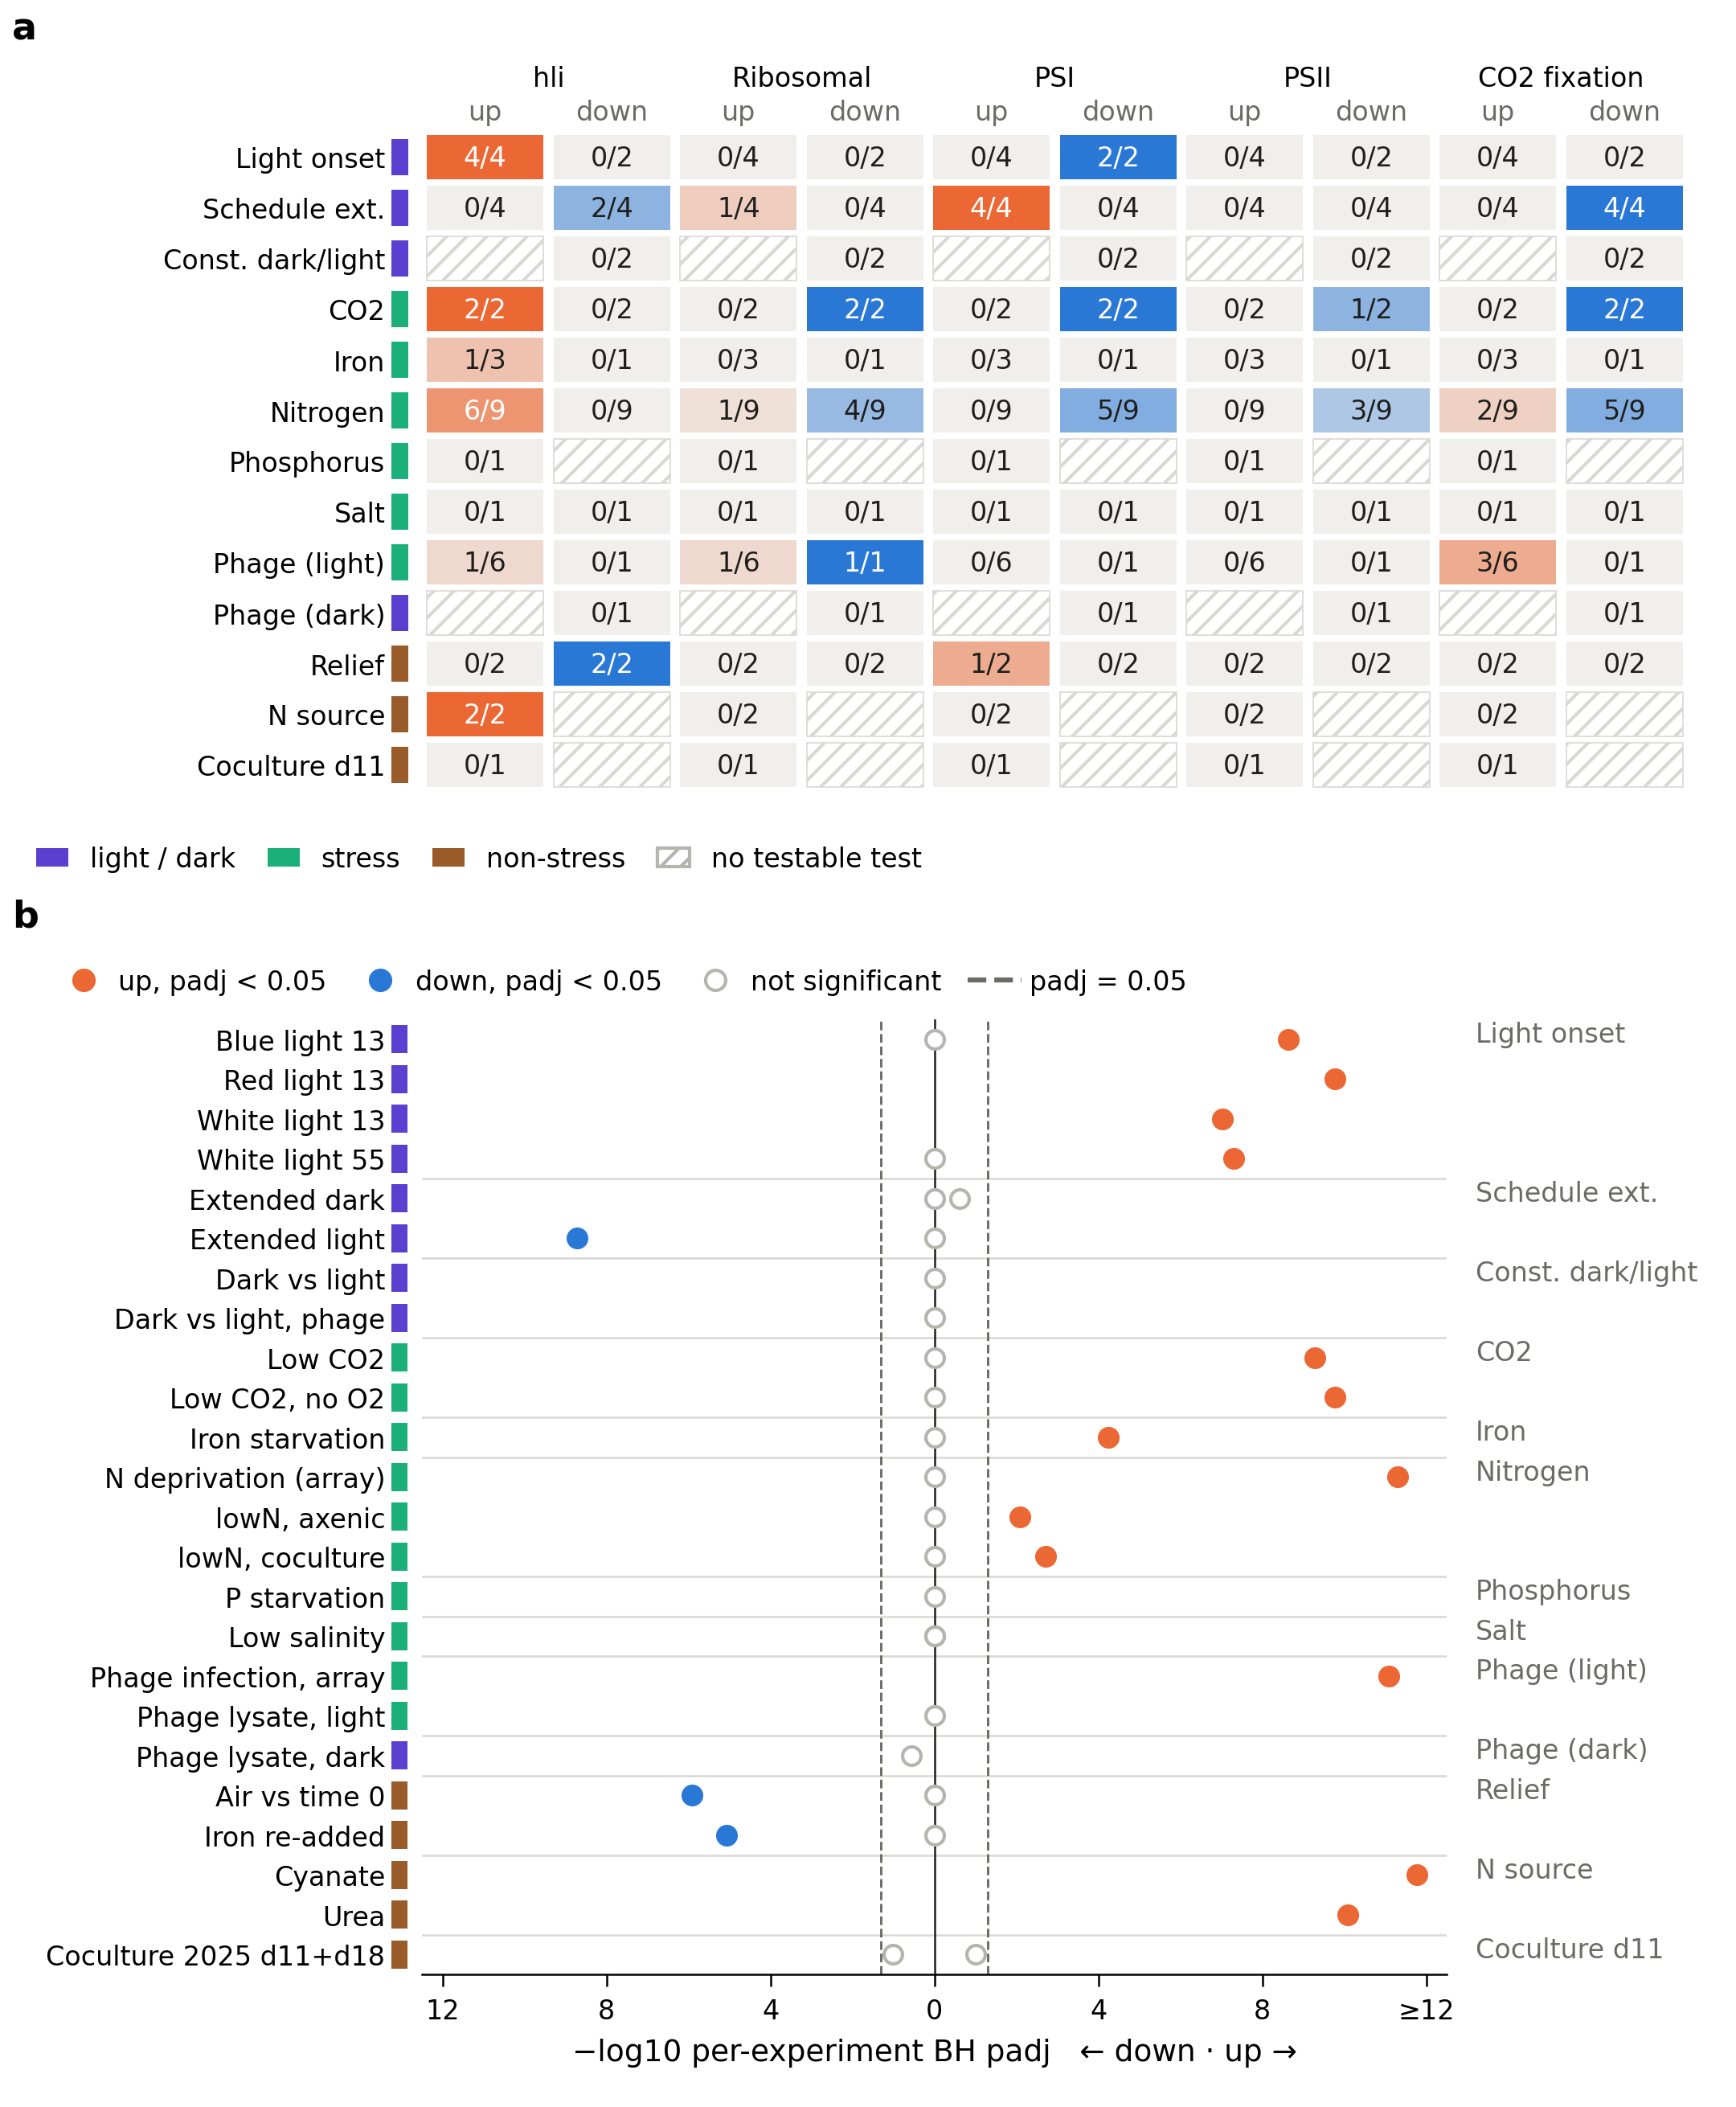 a
hli Ribosomal PSI PSII CO2 fixation
up down up down up down up down up down
Light onset 4/4 0/2 0/4 0/2 0/4 2/2 0/4 0/2 0/4 0/2
Schedule ext. 0/4 2/4 1/4 0/4 4/4 0/4 0/4 0/4 0/4 4/4
Const. dark/light 0/2 0/2 0/2 0/2 0/2
CO2 2/2 0/2 0/2 2/2 0/2 2/2 0/2 1/2 0/2 2/2
Iron 1/3 0/1 0/3 0/1 0/3 0/1 0/3 0/1 0/3 0/1
Nitrogen 6/9 0/9 1/9 4/9 0/9 5/9 0/9 3/9 2/9 5/9
Phosphorus 0/1 0/1 0/1 0/1 0/1
Salt 0/1 0/1 0/1 0/1 0/1 0/1 0/1 0/1 0/1 0/1
Phage (light) 1/6 0/1 1/6 1/1 0/6 0/1 0/6 0/1 3/6 0/1
Phage (dark) 0/1 0/1 0/1 0/1 0/1
Relief 0/2 2/2 0/2 0/2 1/2 0/2 0/2 0/2 0/2 0/2
N source 2/2 0/2 0/2 0/2 0/2
Coculture d11 0/1 0/1 0/1 0/1 0/1
light / dark stress non-stress no testable test
b
up, padj < 0.05 down, padj < 0.05 not significant padj = 0.05
Blue light 13 Light onset
Red light 13
White light 13
White light 55
Extended dark Schedule ext.
Extended light
Dark vs light Const. dark/light
Dark vs light, phage
Low CO2 CO2
Low CO2, no O2
Iron starvation Iron
N deprivation (array) Nitrogen
lowN, axenic
lowN, coculture
P starvation Phosphorus
Low salinity Salt
Phage infection, array Phage (light)
Phage lysate, light
Phage lysate, dark Phage (dark)
Air vs time 0 Relief
Iron re-added
Cyanate N source
Urea
Coculture 2025 d11+d18 Coculture d11
12 8 4 0 4 8 ≥12
−log10 per-experiment BH padj ← down · up →